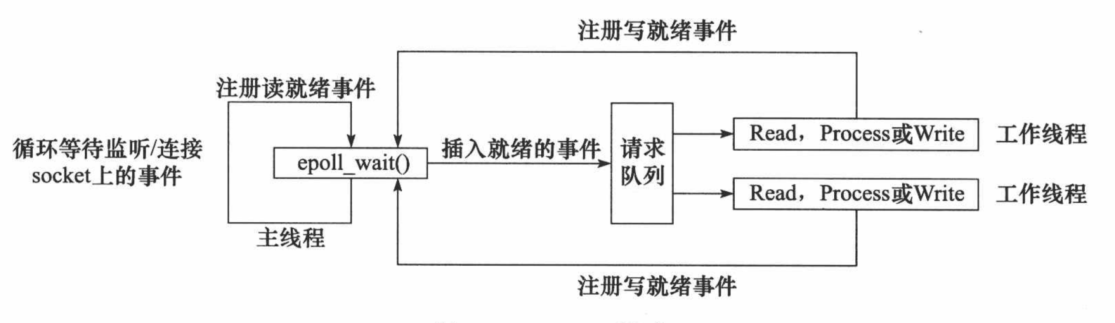 注册写就绪事件
注册读就绪事件
循环等待监听/连接
socket上的事件
epoll_wait()
插入就绪的事件
请求
队列
Read，Process或Write
工作线程
Read，Process或Write
工作线程
主线程
注册写就绪事件